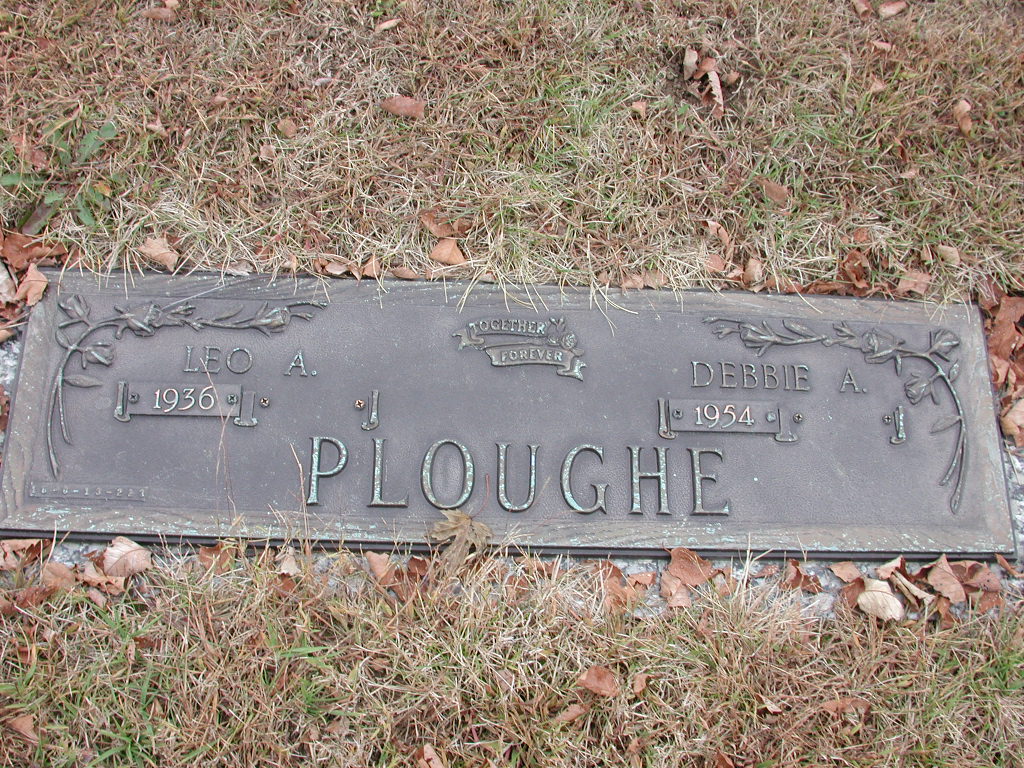 TOGETHER
FOREVER
LEO A.
DEBBIE A.
1936
1954
PLOUGHE